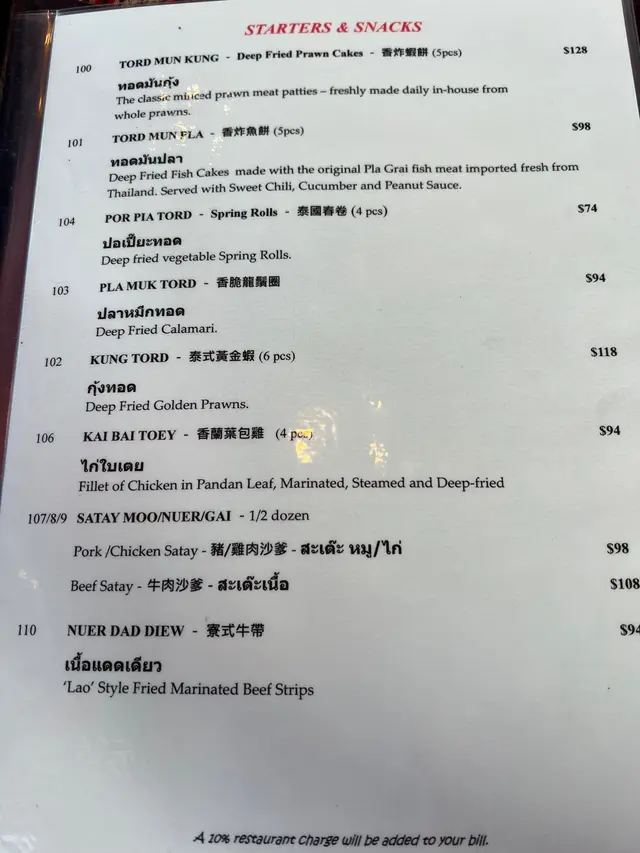 STARTERS & SNACKS
100 TORD MUN KUNG - Deep Fried Prawn Cakes - 香炸蝦餅 (5pcs) $128
ทอดมันกุ้ง
The classic minced prawn meat patties – freshly made daily in-house from
whole prawns.
101 TORD MUN PLA - 香炸魚餅 (5pcs) $98
ทอดมันปลา
Deep Fried Fish Cakes made with the original Pla Grai fish meat imported fresh from
Thailand. Served with Sweet Chili, Cucumber and Peanut Sauce.
104 POR PIA TORD - Spring Rolls - 泰國春卷 (4 pcs) $74
ปอเปี๊ยะทอด
Deep fried vegetable Spring Rolls.
103 PLA MUK TORD - 香脆龍鬚圈 $94
ปลาหมึกทอด
Deep Fried Calamari.
102 KUNG TORD - 泰式黃金蝦 (6 pcs) $118
กุ้งทอด
Deep Fried Golden Prawns.
106 KAI BAI TOEY - 香蘭葉包雞 (4 pcs) $94
ไก่ใบเตย
Fillet of Chicken in Pandan Leaf, Marinated, Steamed and Deep-fried
107/8/9 SATAY MOO/NUER/GAI - 1/2 dozen
Pork /Chicken Satay - 豬/雞肉沙爹 - สะเต๊ะ หมู/ไก่ $98
Beef Satay - 牛肉沙爹 - สะเต๊ะเนื้อ $108
110 NUER DAD DIEW - 寮式牛帶 $94
เนื้อแดดเดียว
‘Lao’ Style Fried Marinated Beef Strips
A 10% restaurant charge will be added to your bill.